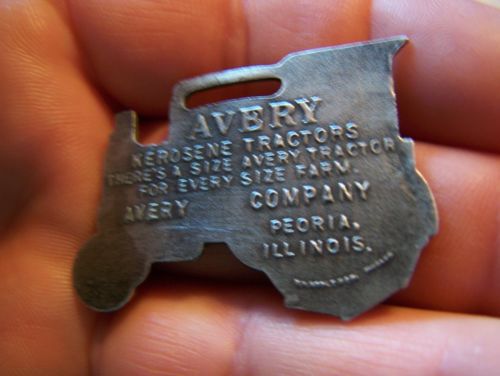 AVERY
KEROSENE TRACTORS
THERE'S A SIZE AVERY TRACTOR
FOR EVERY SIZE FARM.
AVERY COMPANY
PEORIA,
ILLINOIS.